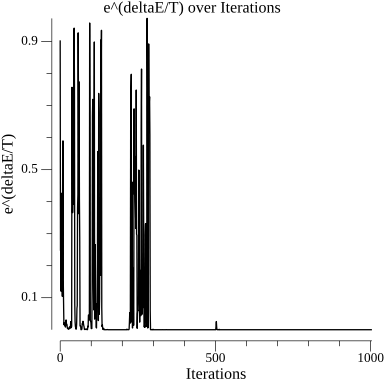 e^(deltaE/T) over Iterations
e^(deltaE/T)
0.9
0.5
0.1
0
500
1000
Iterations